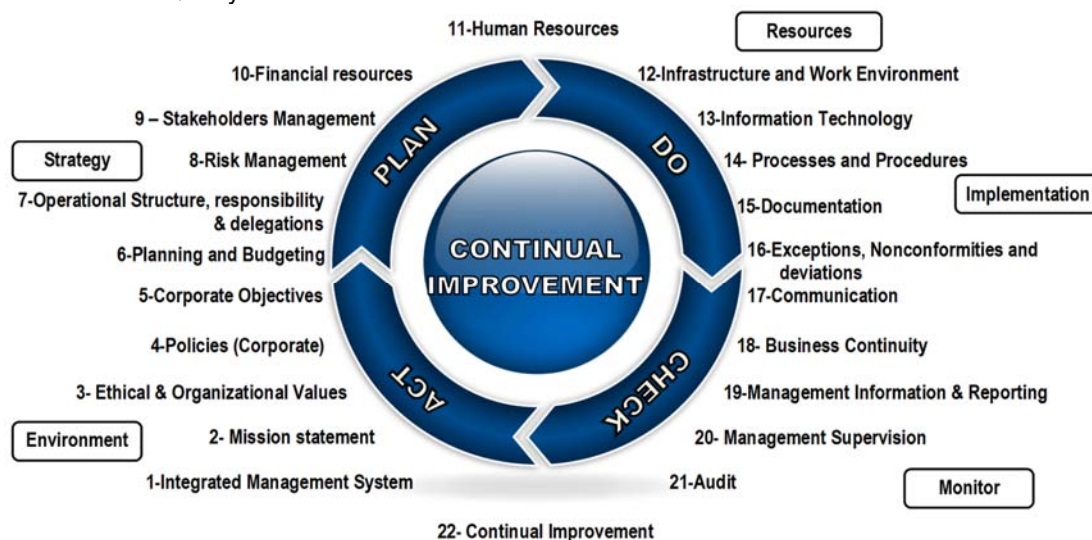 11-Human Resources
Resources
10-Financial resources
12-Infrastructure and Work Environment
9 – Stakeholders Management
13-Information Technology
PLAN
DO
Strategy
8-Risk Management
14- Processes and Procedures
7-Operational Structure, responsibility
& delegations
Implementation
15-Documentation
6-Planning and Budgeting
CONTINUAL
IMPROVEMENT
16-Exceptions, Nonconformities and
deviations
5-Corporate Objectives
17-Communication
4-Policies (Corporate)
18- Business Continuity
ACT
CHECK
3- Ethical & Organizational Values
19-Management Information & Reporting
Environment
2- Mission statement
20- Management Supervision
1-Integrated Management System
21-Audit
Monitor
22- Continual Improvement